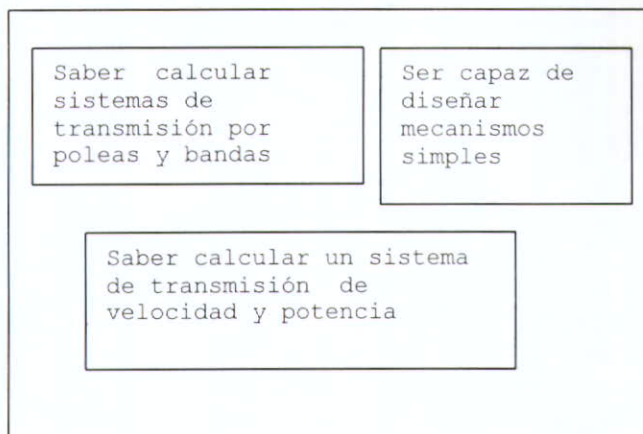 Saber calcular
sistemas de
transmisión por
poleas y bandas
Ser capaz de
diseñar
mecanismos
simples
Saber calcular un sistema
de transmisión de
velocidad y potencia